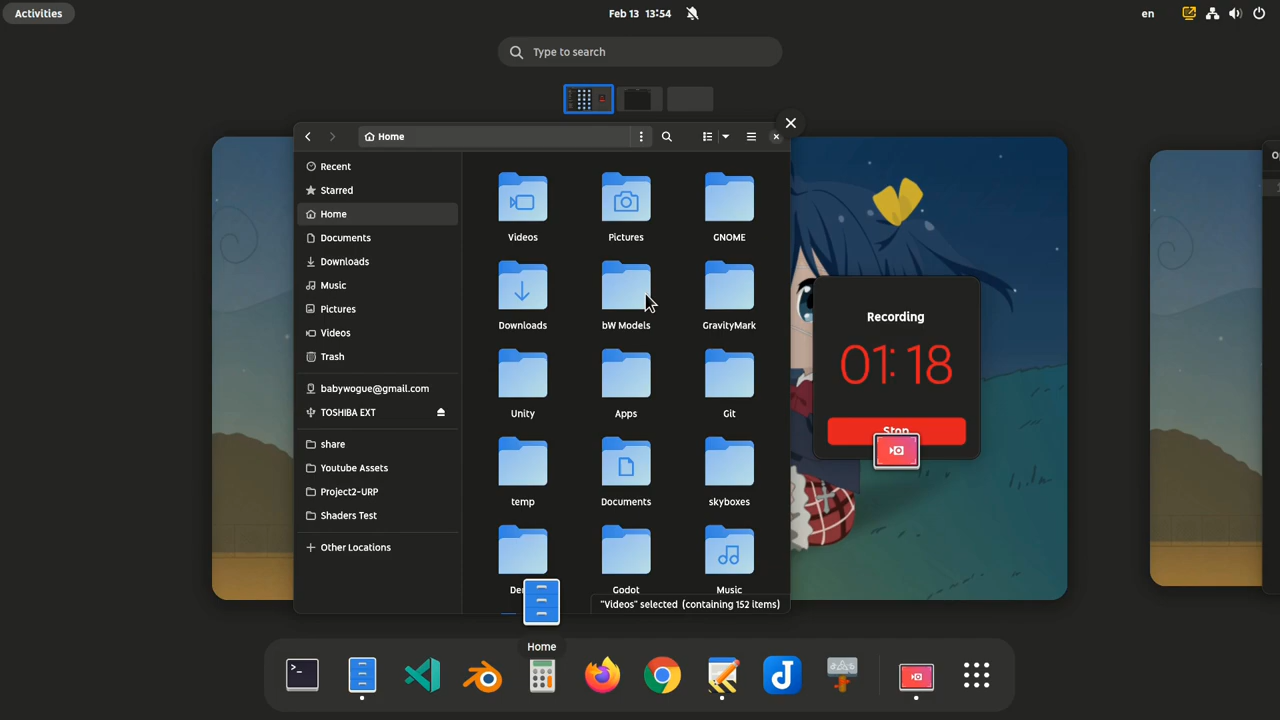 Activities
Feb 13 13:54
en
Type to search
Home
Recent
Starred
Home
Documents
Downloads
Music
Pictures
Videos
Trash
babywogue@gmail.com
TOSHIBA EXT
share
Youtube Assets
Project2-URP
Shaders Test
Other Locations
Videos
Pictures
GNOME
Downloads
bW Models
GravityMark
Unity
Apps
Git
temp
Documents
skyboxes
Godot
Music
"Videos" selected (containing 152 items)
Recording
01:18
Stop
Home